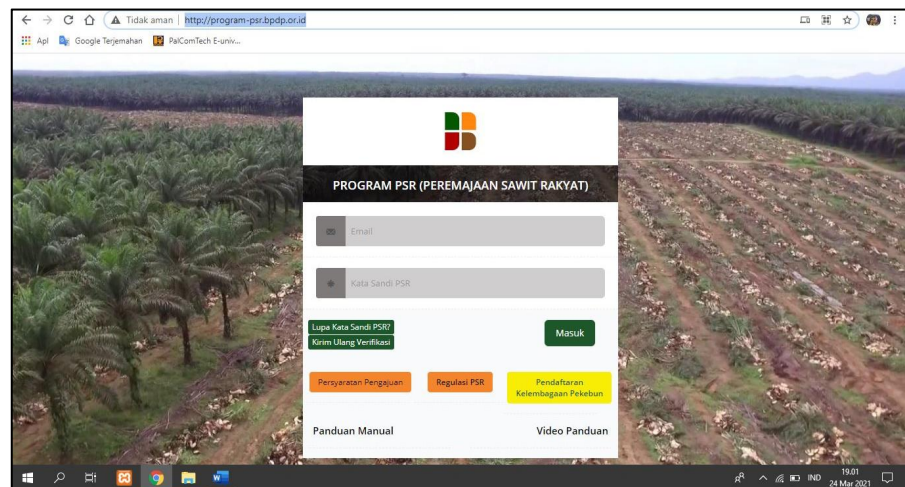 Tidak aman
http://program-psr.bpdp.or.id
Apl
Google Terjemahan
PalComTech E-univ...
PROGRAM PSR (PEREMAJAAN SAWIT RAKYAT)
Email
Kata Sandi PSR
Lupa Kata Sandi PSR?
Kirim Ulang Verifikasi
Masuk
Persyaratan Pengajuan
Regulasi PSR
Pendaftaran
Kelembagaan Pekebun
Panduan Manual
Video Panduan
IND
19.01
24 Mar 2021